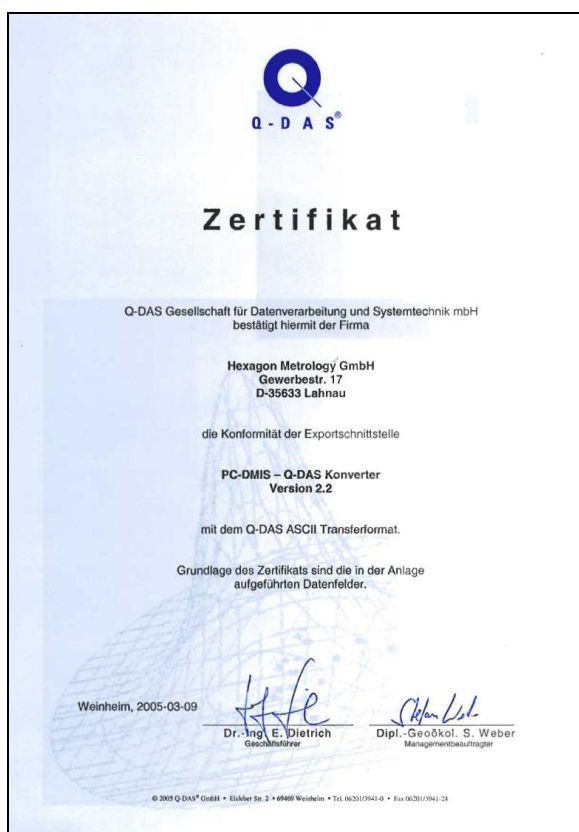 Q-DAS®
Zertifikat
Q-DAS Gesellschaft für Datenverarbeitung und Systemtechnik mbH
bestätigt hiermit der Firma
Hexagon Metrology GmbH
Gewerbestr. 17
D-35633 Lahnau
die Konformität der Exportschnittstelle
PC-DMIS – Q-DAS Konverter
Version 2.2
mit dem Q-DAS ASCII Transferformat.
Grundlage des Zertifikats sind die in der Anlage
aufgeführten Datenfelder.
Weinheim, 2005-03-09
Dr.-Ing. E. Dietrich
Geschäftsführer
Dipl.-Geoökol. S. Weber
Managementbeauftragter
© 2005 Q-DAS® GmbH • Eisleber Str. 2 • 69469 Weinheim • Tel. 06201/3941-0 • Fax 06201/3941-24